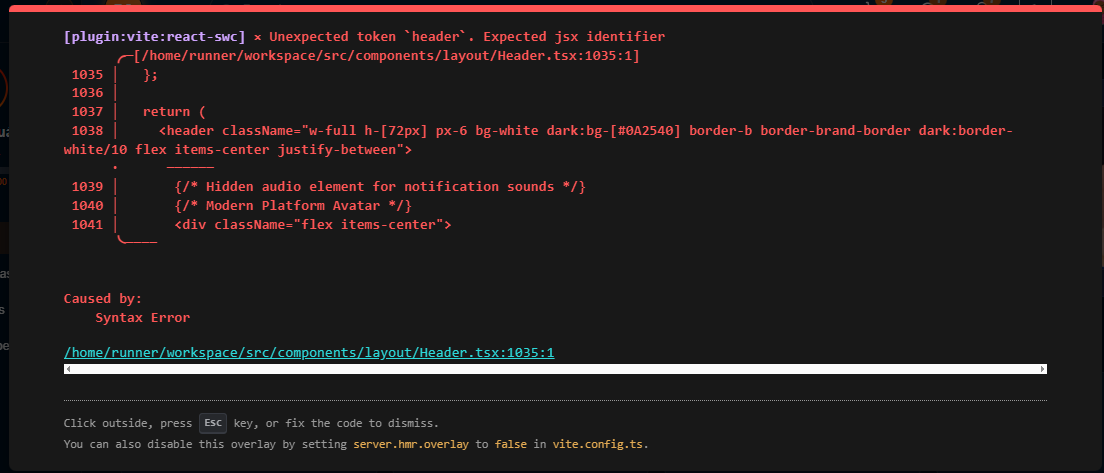 [plugin:vite:react-swc] × Unexpected token `header`. Expected jsx identifier
╭─[/home/runner/workspace/src/components/layout/Header.tsx:1035:1]
1035 │   };
1036 │
1037 │   return (
1038 │     <header className="w-full h-[72px] px-6 bg-white dark:bg-[#0A2540] border-b border-brand-border dark:border-
white/10 flex items-center justify-between">
·      ──────
1039 │       {/* Hidden audio element for notification sounds */}
1040 │       {/* Modern Platform Avatar */}
1041 │       <div className="flex items-center">
╰────
Caused by:
    Syntax Error
/home/runner/workspace/src/components/layout/Header.tsx:1035:1
Click outside, press Esc key, or fix the code to dismiss.
You can also disable this overlay by setting server.hmr.overlay to false in vite.config.ts.